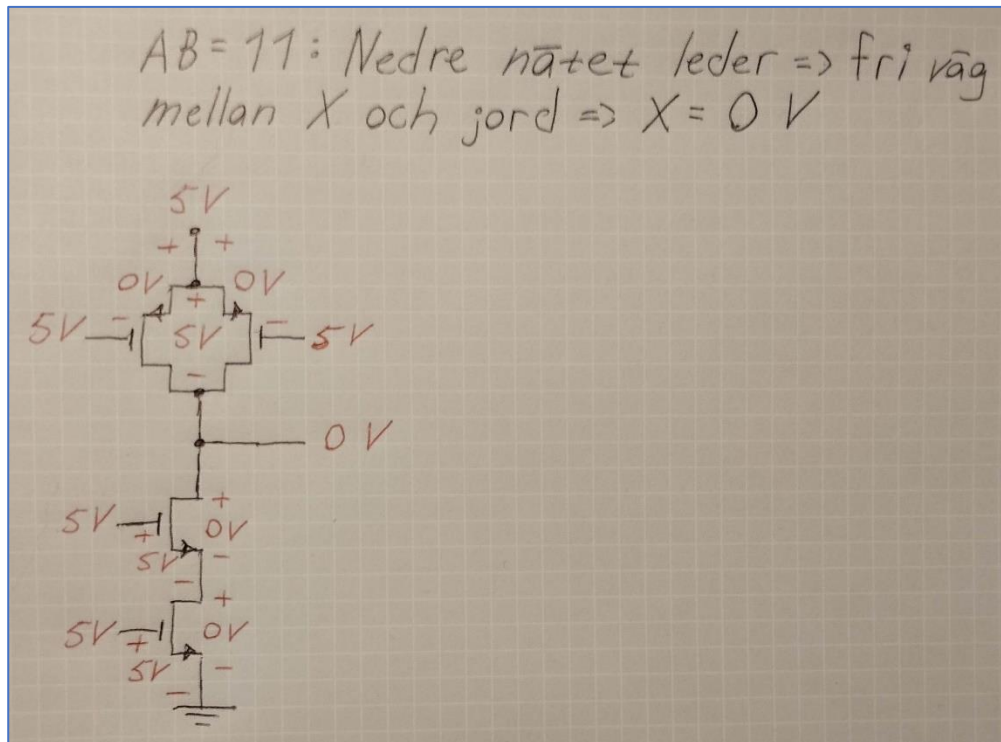 AB = 11: Nedre nätet leder => fri väg
mellan X och jord => X = 0 V
5V
+ +
0V 0V
+
- -
5V 5V 5V
-
0 V
+
5V 0V
+
5V -
-
+
5V 0V
+
5V -
-